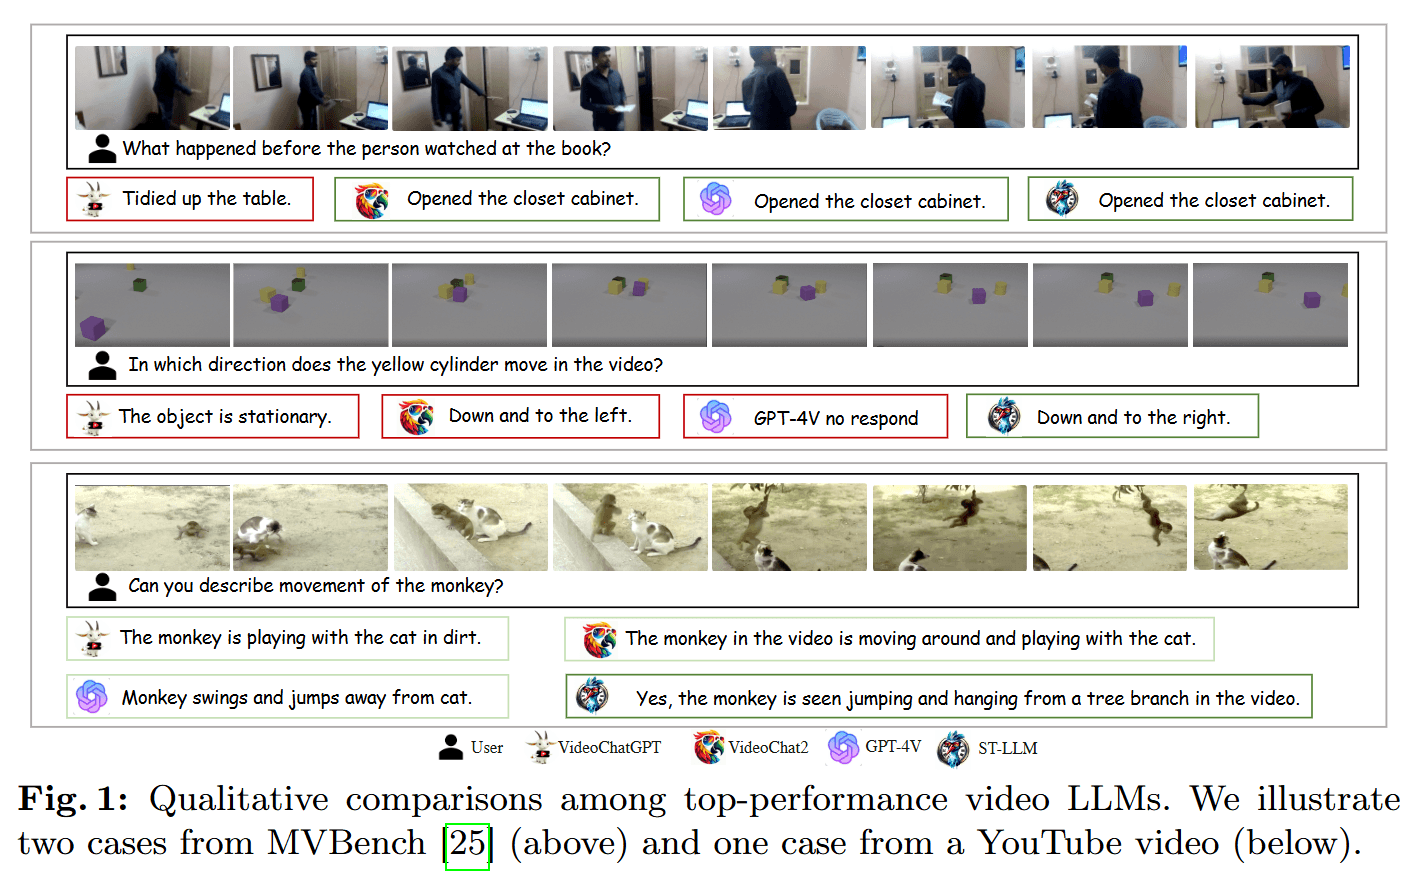 What happened before the person watched at the book?
Tidied up the table.
Opened the closet cabinet.
Opened the closet cabinet.
Opened the closet cabinet.
In which direction does the yellow cylinder move in the video?
The object is stationary.
Down and to the left.
GPT-4V no respond
Down and to the right.
Can you describe movement of the monkey?
The monkey is playing with the cat in dirt.
The monkey in the video is moving around and playing with the cat.
Monkey swings and jumps away from cat.
Yes, the monkey is seen jumping and hanging from a tree branch in the video.
User
VideoChatGPT
VideoChat2
GPT-4V
ST-LLM
Fig. 1: Qualitative comparisons among top-performance video LLMs. We illustrate
two cases from MVBench [25] (above) and one case from a YouTube video (below).